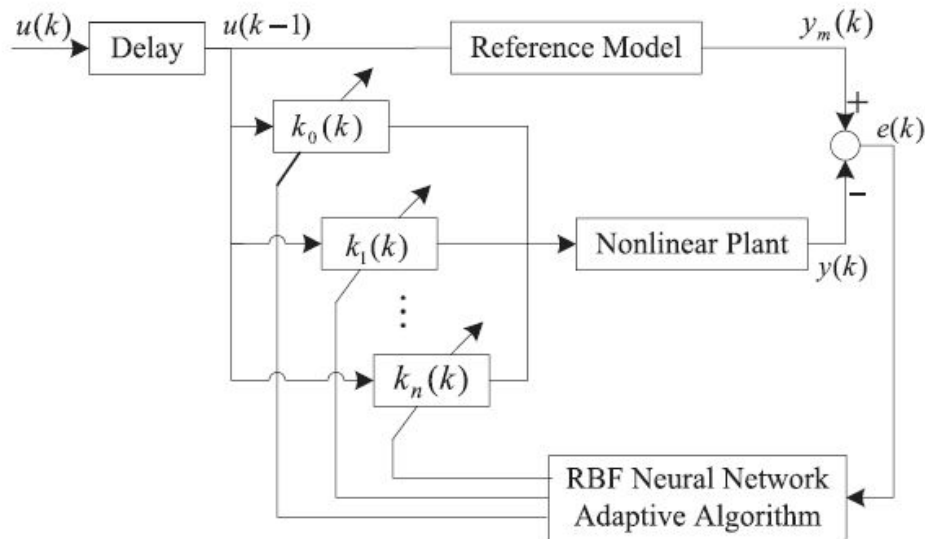 u(k)
Delay
u(k−1)
Reference Model
y_m(k)
k_0(k)
+
e(k)
−
k_1(k)
Nonlinear Plant
y(k)
⋮
k_n(k)
RBF Neural Network
Adaptive Algorithm